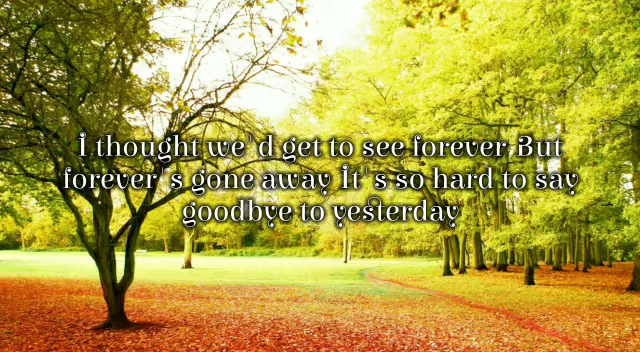 I thought we'd get to see forever But
forever's gone away It's so hard to say
goodbye to yesterday